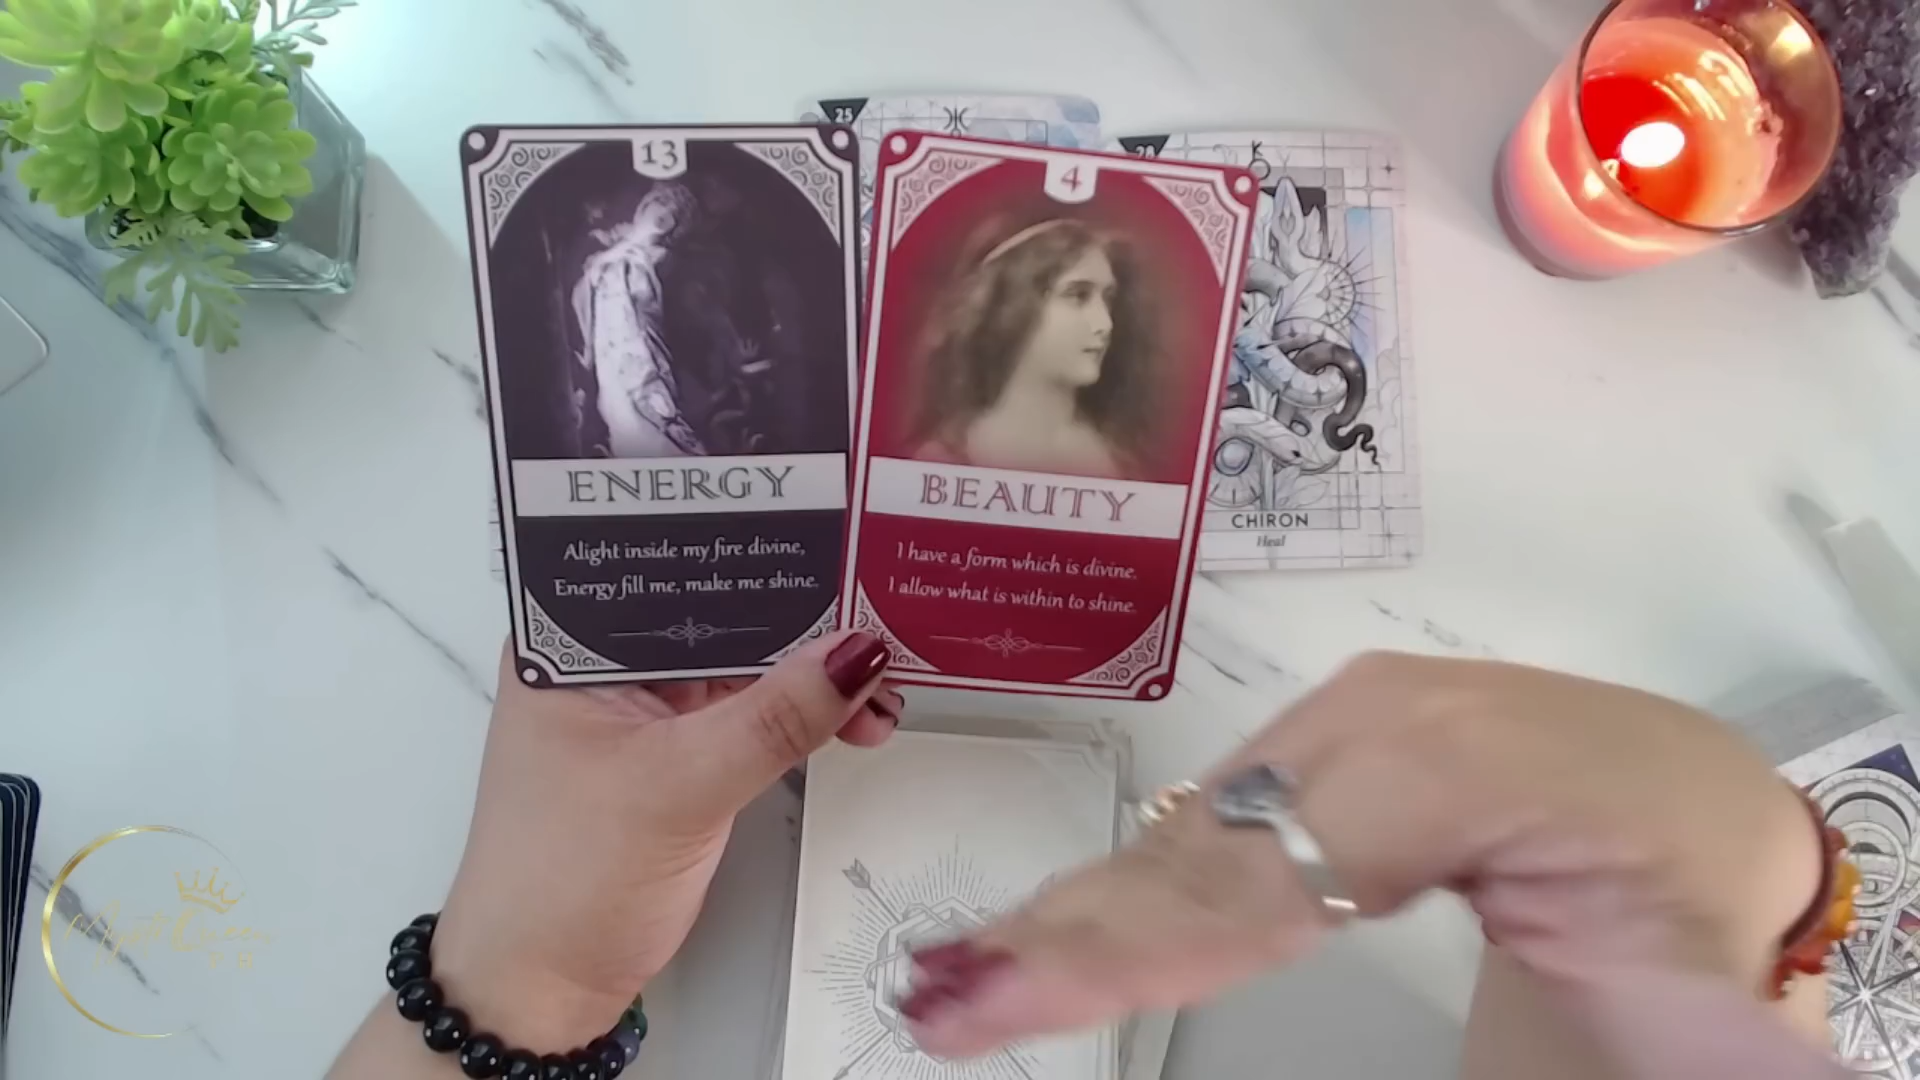 25
13
ENERGY
Alight inside my fire divine,
Energy fill me, make me shine.
4
BEAUTY
I have a form which is divine.
I allow what is within to shine.
CHIRON
Heal